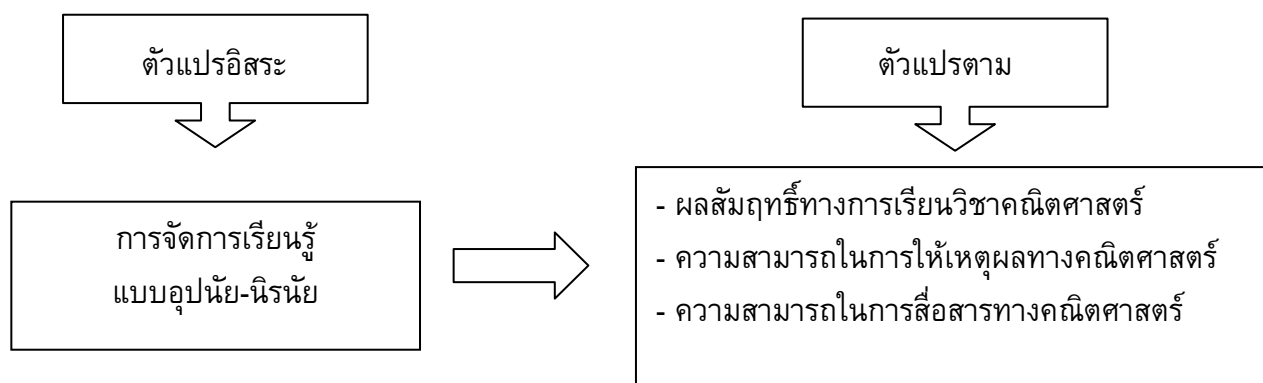 ตัวแปรอิสระ
ตัวแปรตาม
การจัดการเรียนรู้
แบบอุปนัย-นิรนัย
- ผลสัมฤทธิ์ทางการเรียนวิชาคณิตศาสตร์
- ความสามารถในการให้เหตุผลทางคณิตศาสตร์
- ความสามารถในการสื่อสารทางคณิตศาสตร์